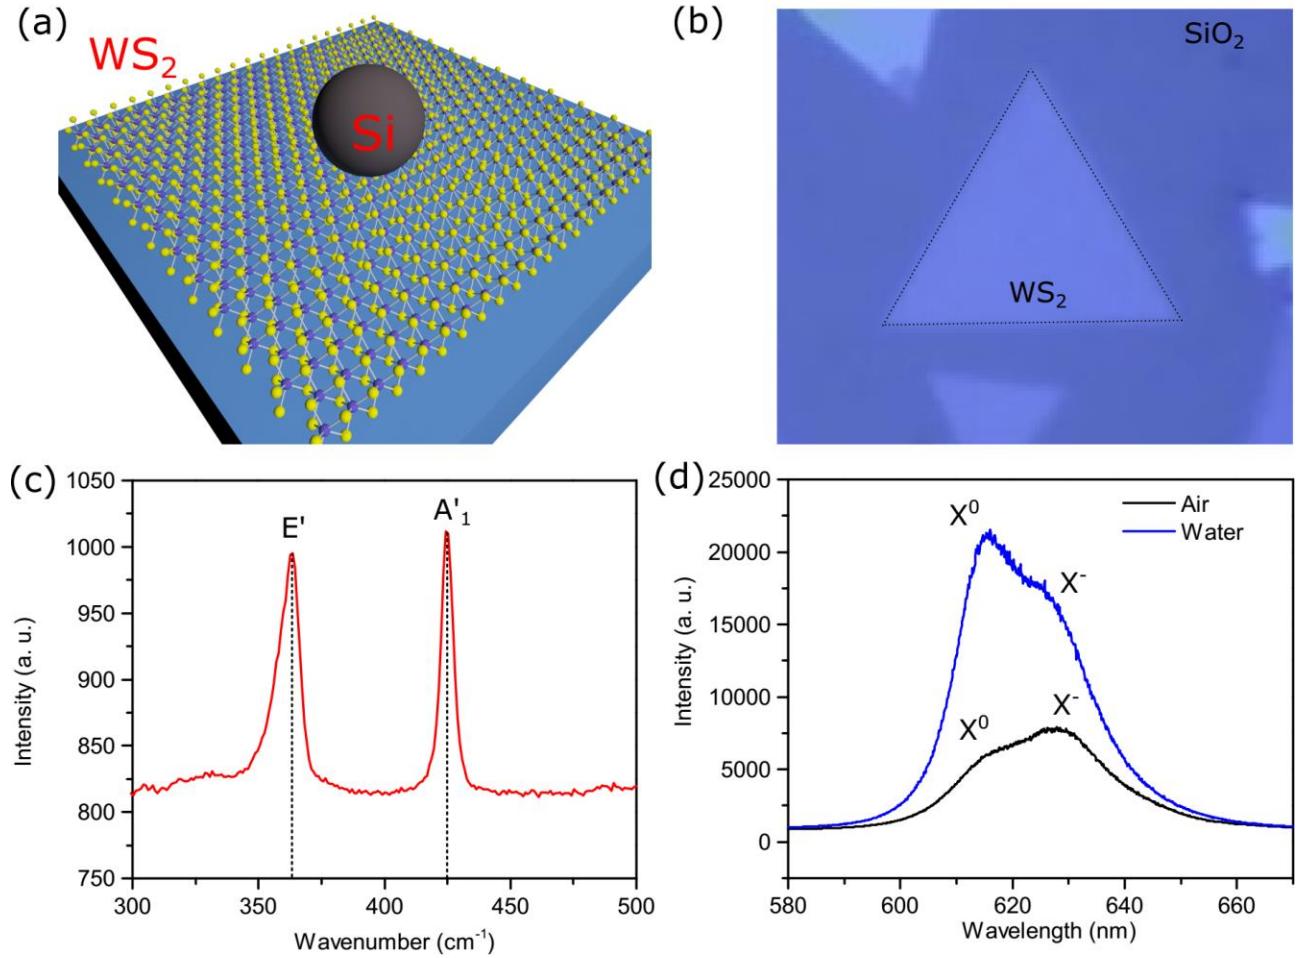 (a)
WS₂
Si
(b)
SiO₂
WS₂
(c)
1050
1000
950
900
850
800
750
Intensity (a. u.)
E'
A'₁
300 350 400 450 500
Wavenumber (cm⁻¹)
(d)
25000
20000
15000
10000
5000
0
Intensity (a. u.)
X⁰
X⁻
X⁰
X⁻
Air
Water
580 600 620 640 660
Wavelength (nm)